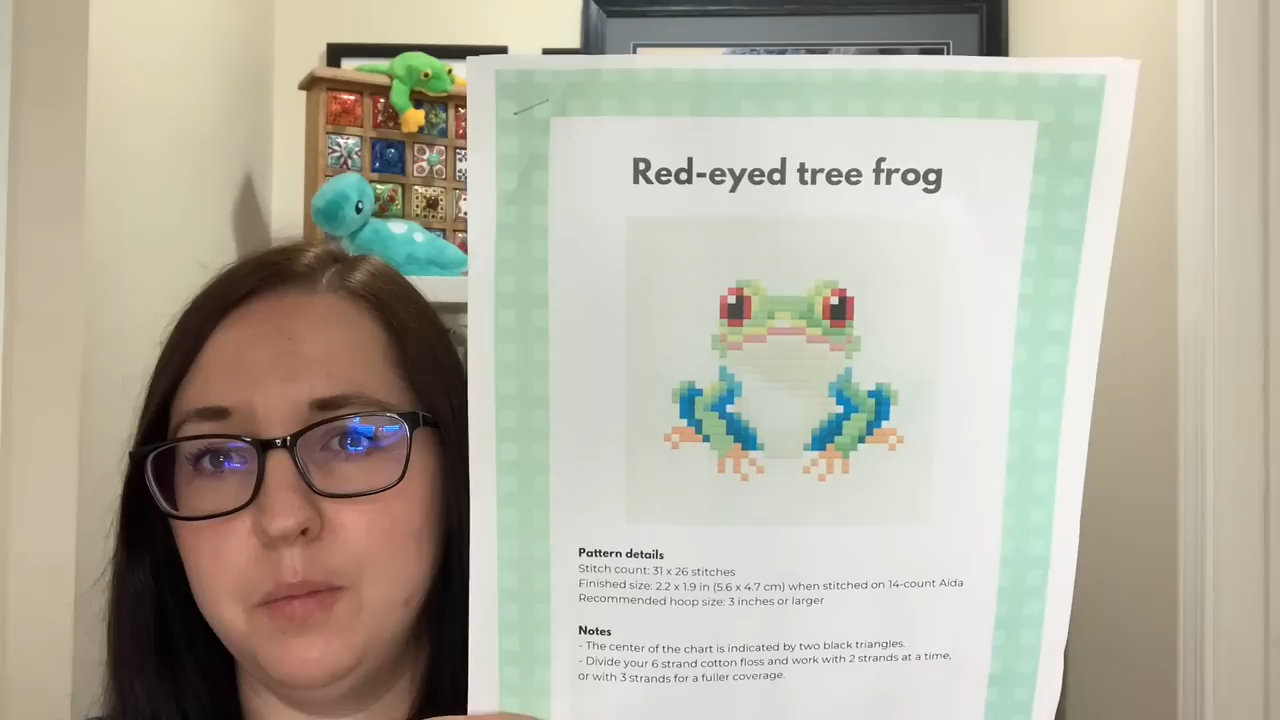 Red-eyed tree frog
Pattern details
Stitch count: 31 x 26 stitches
Finished size: 2.2 x 1.9 in (5.6 x 4.7 cm) when stitched on 14-count Aida
Recommended hoop size: 3 inches or larger
Notes
- The center of the chart is indicated by two black triangles.
- Divide your 6 strand cotton floss and work with 2 strands at a time,
or with 3 strands for a fuller coverage.